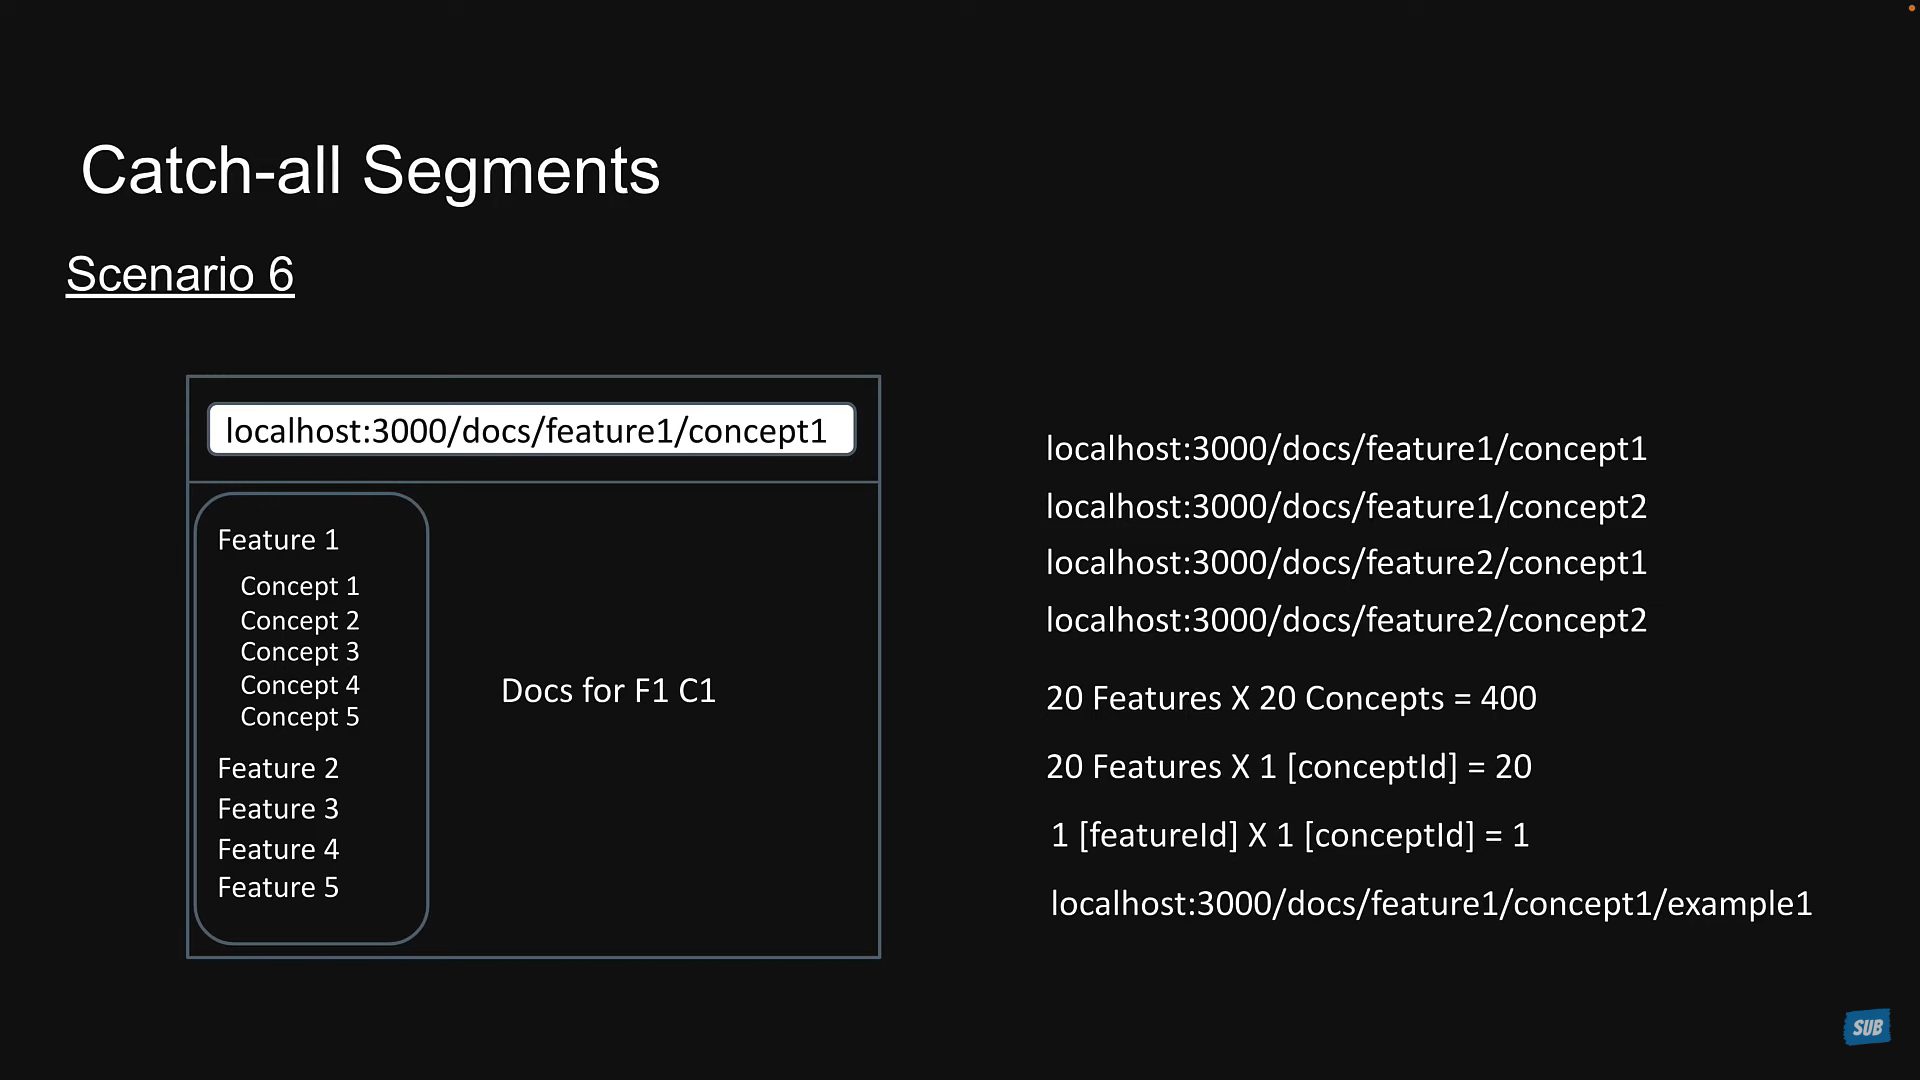 Catch-all Segments
Scenario 6
localhost:3000/docs/feature1/concept1
Feature 1
Concept 1
Concept 2
Concept 3
Concept 4
Concept 5
Feature 2
Feature 3
Feature 4
Feature 5
Docs for F1 C1
localhost:3000/docs/feature1/concept1
localhost:3000/docs/feature1/concept2
localhost:3000/docs/feature2/concept1
localhost:3000/docs/feature2/concept2
20 Features X 20 Concepts = 400
20 Features X 1 [conceptId] = 20
1 [featureId] X 1 [conceptId] = 1
localhost:3000/docs/feature1/concept1/example1
SUB